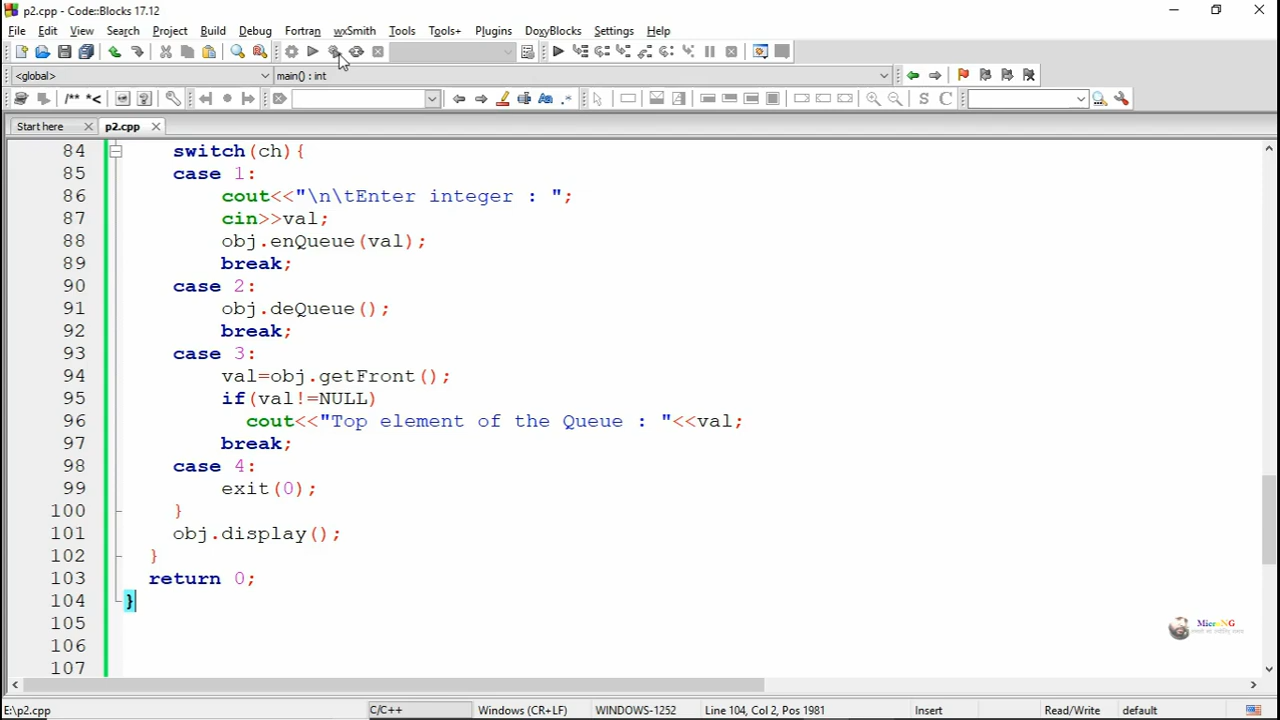 p2.cpp - Code::Blocks 17.12
File Edit View Search Project Build Debug Fortran wxSmith Tools Tools+ Plugins DoxyBlocks Settings Help
<global> main() : int
/** *<
Start here p2.cpp
84 switch(ch){
85 case 1:
86 cout<<"\n\tEnter integer : ";
87 cin>>val;
88 obj.enQueue(val);
89 break;
90 case 2:
91 obj.deQueue();
92 break;
93 case 3:
94 val=obj.getFront();
95 if(val!=NULL)
96 cout<<"Top element of the Queue : "<<val;
97 break;
98 case 4:
99 exit(0);
100 }
101 obj.display();
102 }
103 return 0;
104 }
105
106
107
MicroNG
E:\p2.cpp C/C++ Windows (CR+LF) WINDOWS-1252 Line 104, Col 2, Pos 1981 Insert Read/Write default